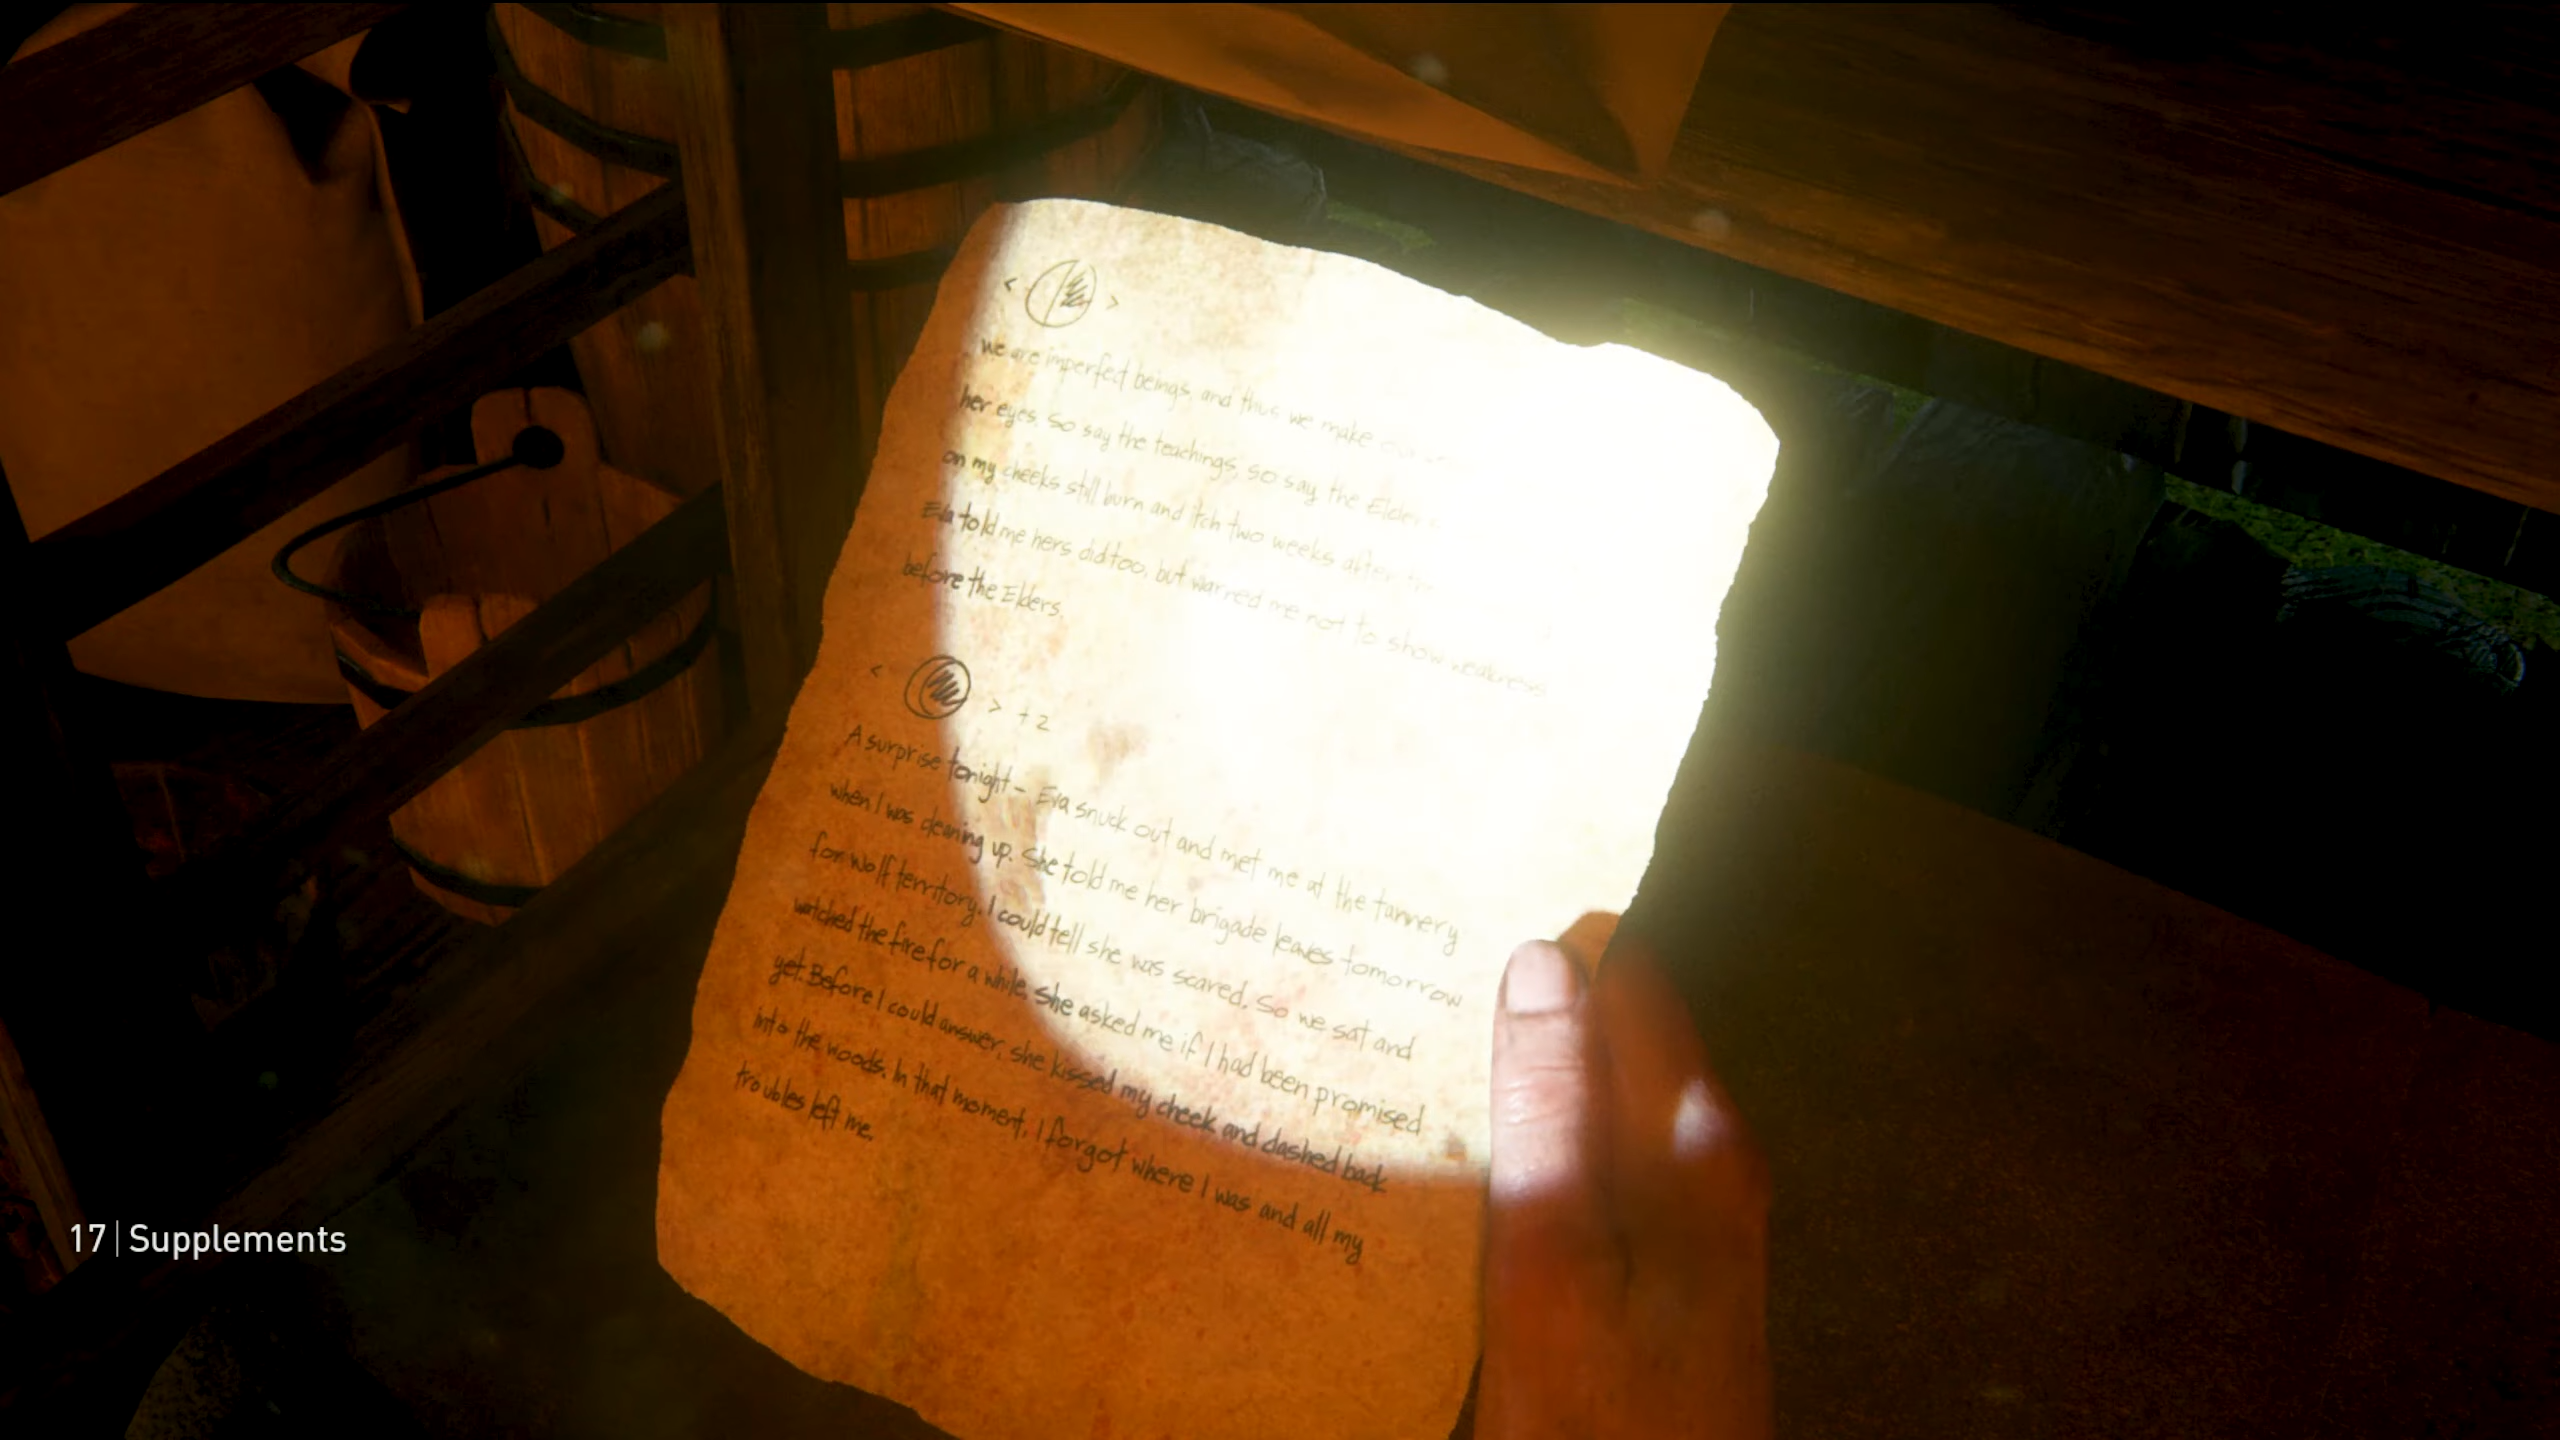 < >
we are imperfect beings, and thus we make
her eyes. So say the teachings, so say the Elders
on my cheeks still burn and itch two weeks after
Eva told me hers did too, but warned me not to show weakness
before the Elders.
< > +2
A surprise tonight - Eva snuck out and met me at the tannery
when I was cleaning up. She told me her brigade leaves tomorrow
for Wolf territory. I could tell she was scared. So we sat and
watched the fire for a while. She asked me if I had been promised
yet. Before I could answer, she kissed my cheek and dashed back
into the woods. In that moment, I forgot where I was and all my
troubles left me.
17 | Supplements